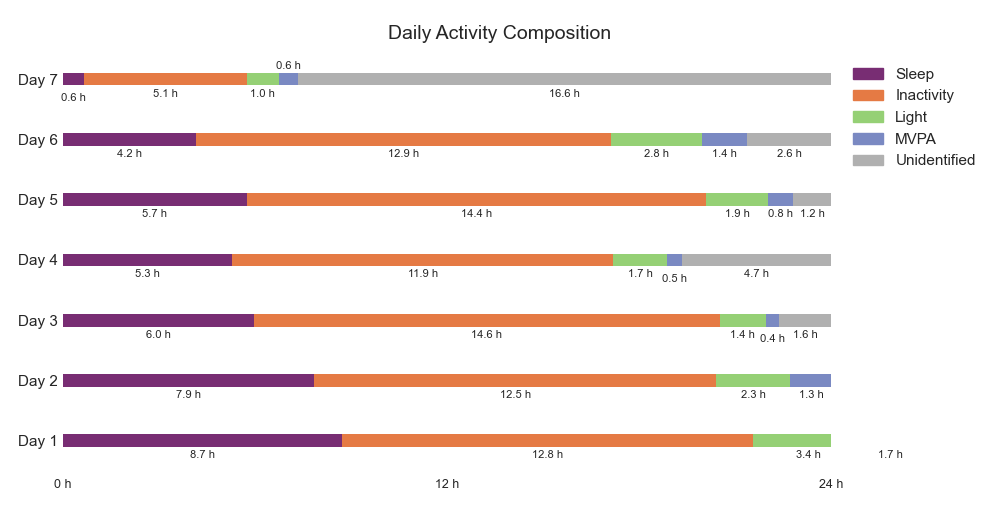 Daily Activity Composition
Day 7
0.6 h
0.6 h 5.1 h 1.0 h 16.6 h
Day 6
4.2 h 12.9 h 2.8 h 1.4 h 2.6 h
Day 5
5.7 h 14.4 h 1.9 h 0.8 h 1.2 h
Day 4
5.3 h 11.9 h 1.7 h 0.5 h 4.7 h
Day 3
6.0 h 14.6 h 1.4 h 0.4 h 1.6 h
Day 2
7.9 h 12.5 h 2.3 h 1.3 h
Day 1
8.7 h 12.8 h 3.4 h 1.7 h
0 h 12 h 24 h
Sleep
Inactivity
Light
MVPA
Unidentified